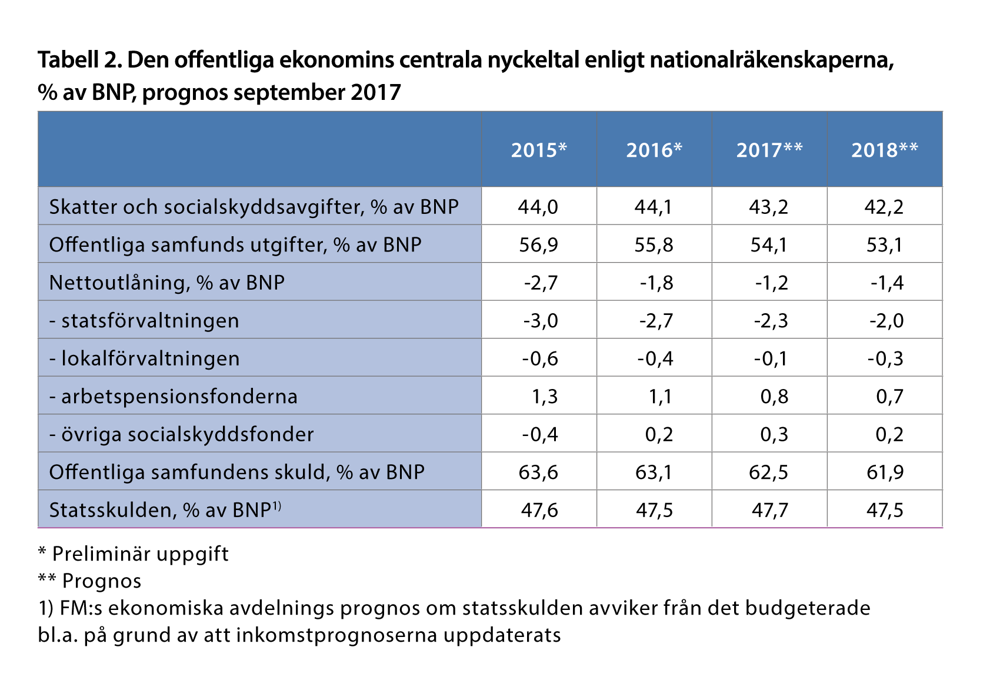 Tabell 2. Den offentliga ekonomins centrala nyckeltal enligt nationalräkenskaperna,
% av BNP, prognos september 2017
2015* 2016* 2017** 2018**
Skatter och socialskyddsavgifter, % av BNP 44,0 44,1 43,2 42,2
Offentliga samfunds utgifter, % av BNP 56,9 55,8 54,1 53,1
Nettoutlåning, % av BNP -2,7 -1,8 -1,2 -1,4
- statsförvaltningen -3,0 -2,7 -2,3 -2,0
- lokalförvaltningen -0,6 -0,4 -0,1 -0,3
- arbetspensionsfonderna 1,3 1,1 0,8 0,7
- övriga socialskyddsfonder -0,4 0,2 0,3 0,2
Offentliga samfundens skuld, % av BNP 63,6 63,1 62,5 61,9
Statsskulden, % av BNP1) 47,6 47,5 47,7 47,5
* Preliminär uppgift
** Prognos
1) FM:s ekonomiska avdelnings prognos om statsskulden avviker från det budgeterade
bl.a. på grund av att inkomstprognoserna uppdaterats